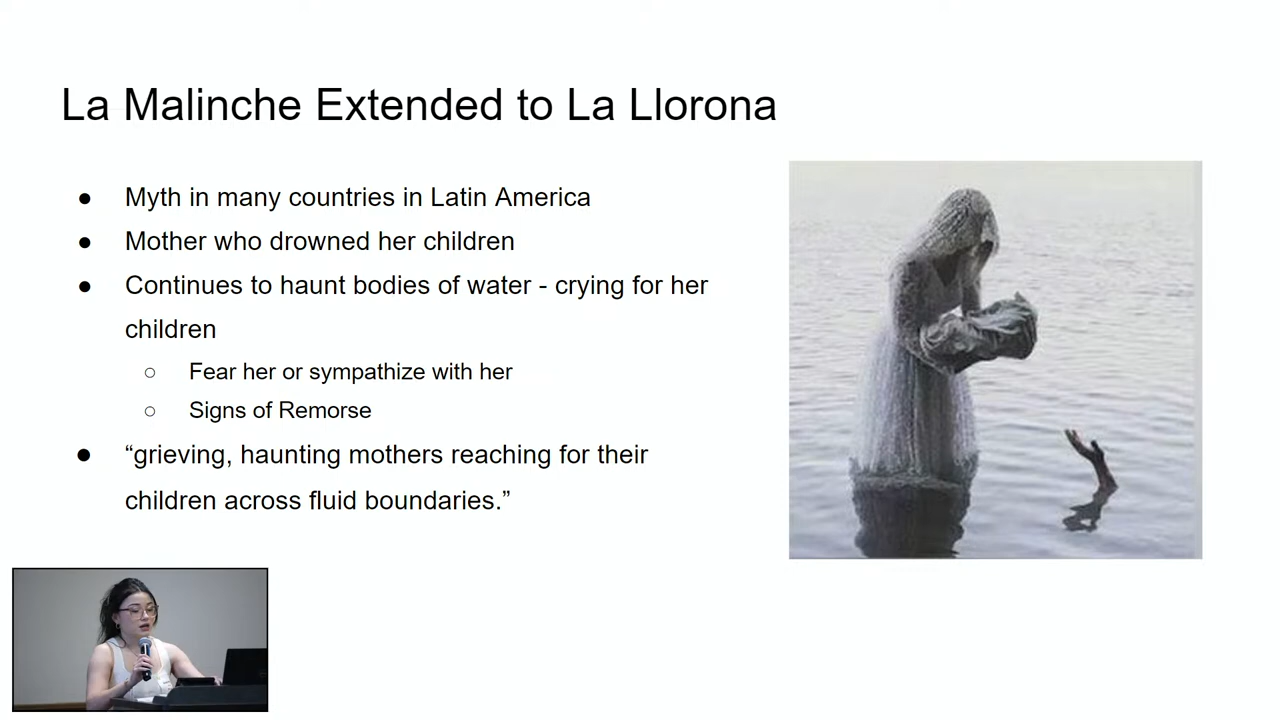 La Malinche Extended to La Llorona
● Myth in many countries in Latin America
● Mother who drowned her children
● Continues to haunt bodies of water - crying for her
children
○ Fear her or sympathize with her
○ Signs of Remorse
● “grieving, haunting mothers reaching for their
children across fluid boundaries.”